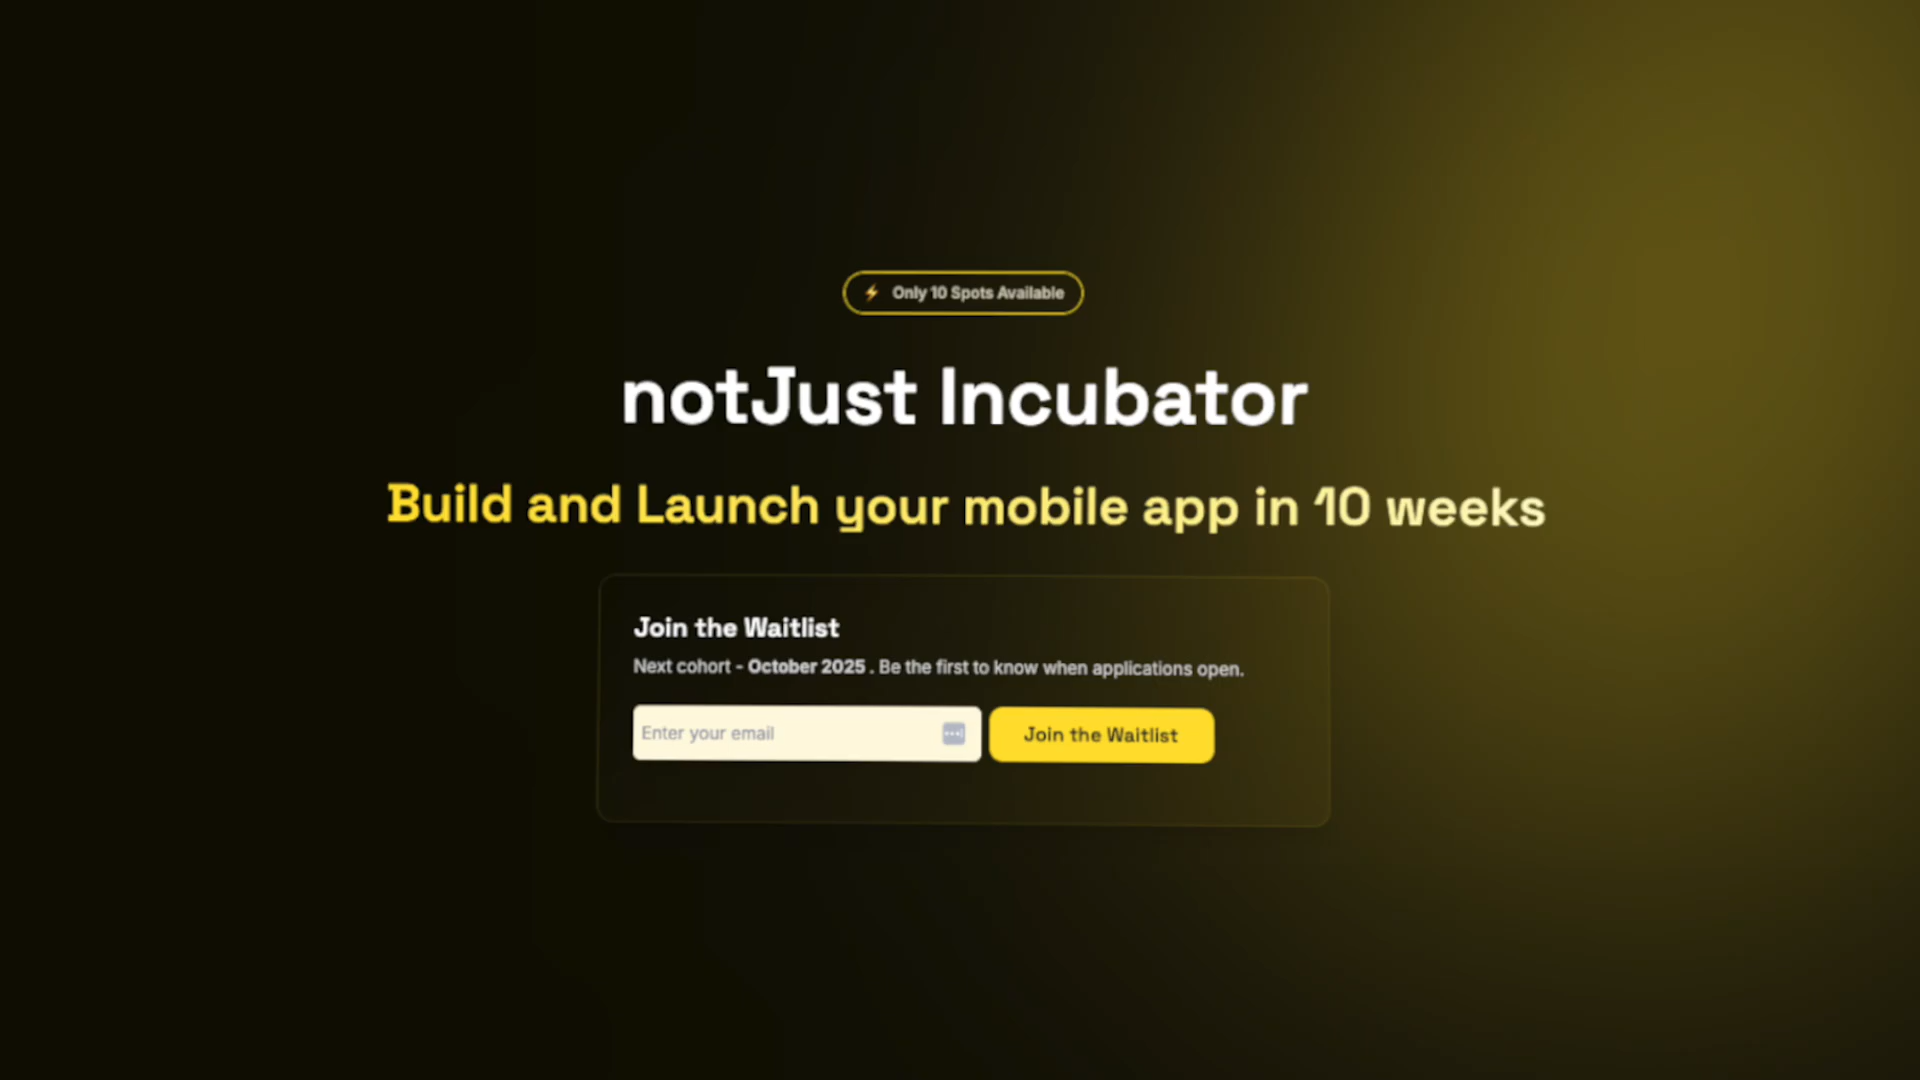 ⚡ Only 10 Spots Available
notJust Incubator
Build and Launch your mobile app in 10 weeks
Join the Waitlist
Next cohort - October 2025 . Be the first to know when applications open.
Enter your email
Join the Waitlist